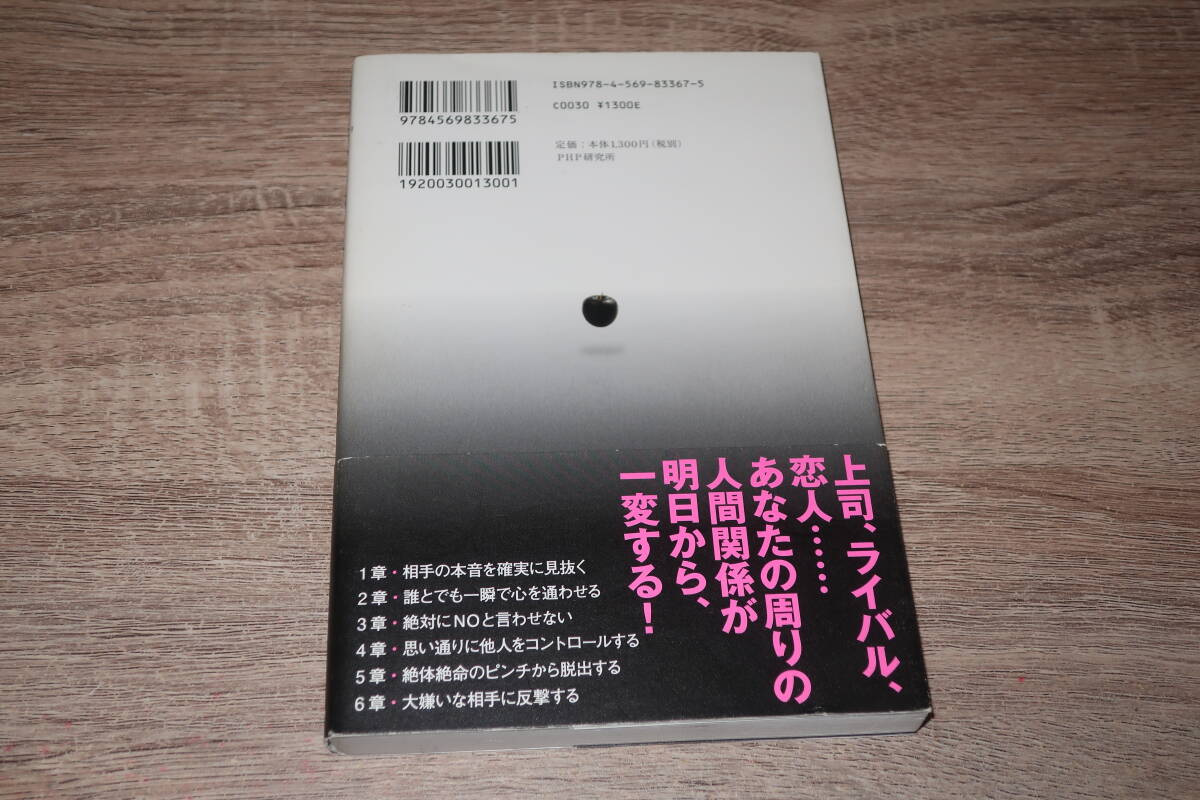 ISBN978-4-569-83367-5
C0030 ¥1300E
9784569833675
定価：本体1,300円(税別)
PHP研究所
1920030013001
上司、ライバル、
恋人……
あなたの周りの
人間関係が
明日から、
一変する！
1章・相手の本音を確実に見抜く
2章・誰とでも一瞬で心を通わせる
3章・絶対にNOと言わせない
4章・思い通りに他人をコントロールする
5章・絶体絶命のピンチから脱出する
6章・大嫌いな相手に反撃する